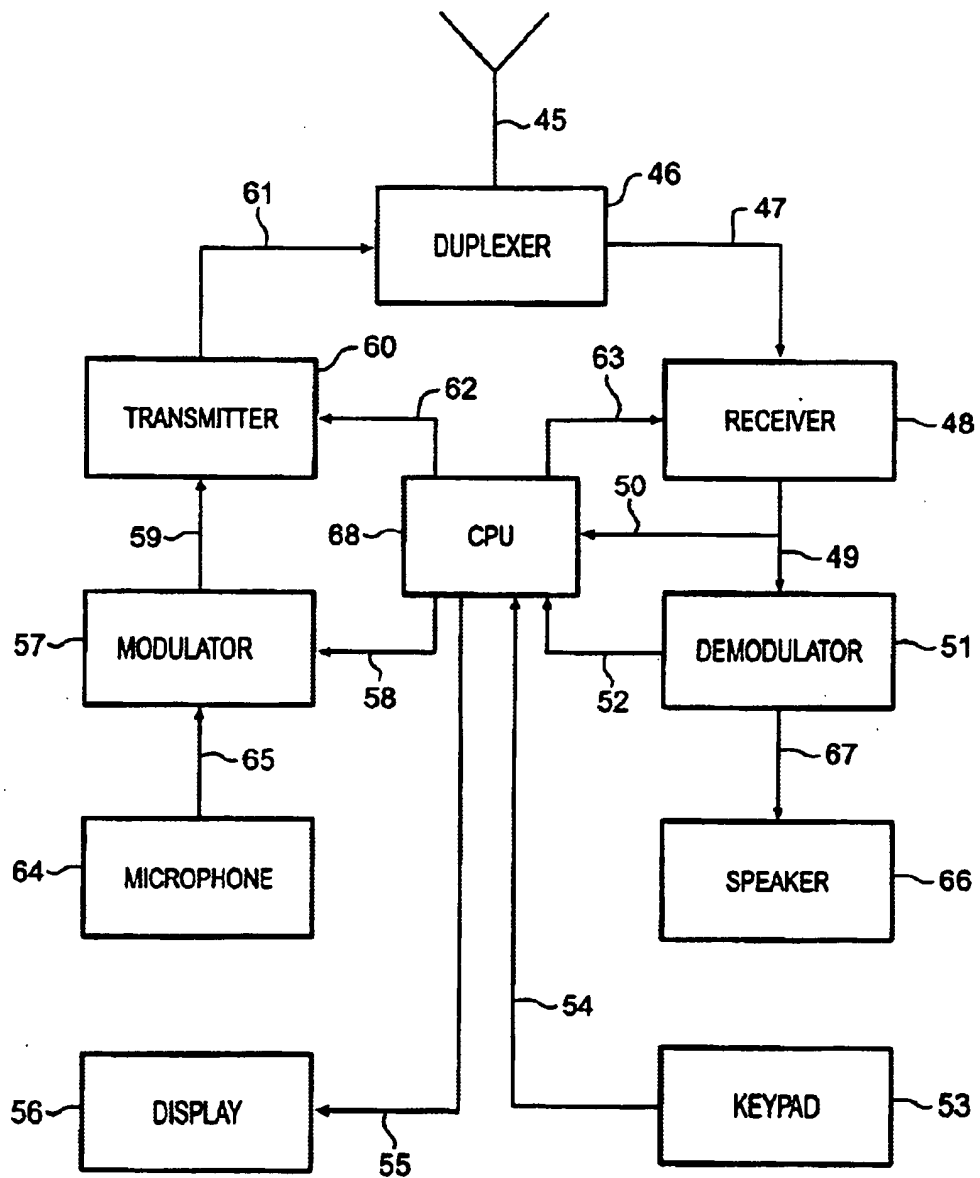 45
46
47
61
DUPLEXER
60
62
63
TRANSMITTER
RECEIVER
48
50
59
68
CPU
49
57
MODULATOR
58
52
DEMODULATOR
51
65
67
64
MICROPHONE
SPEAKER
66
54
56
DISPLAY
55
KEYPAD
53